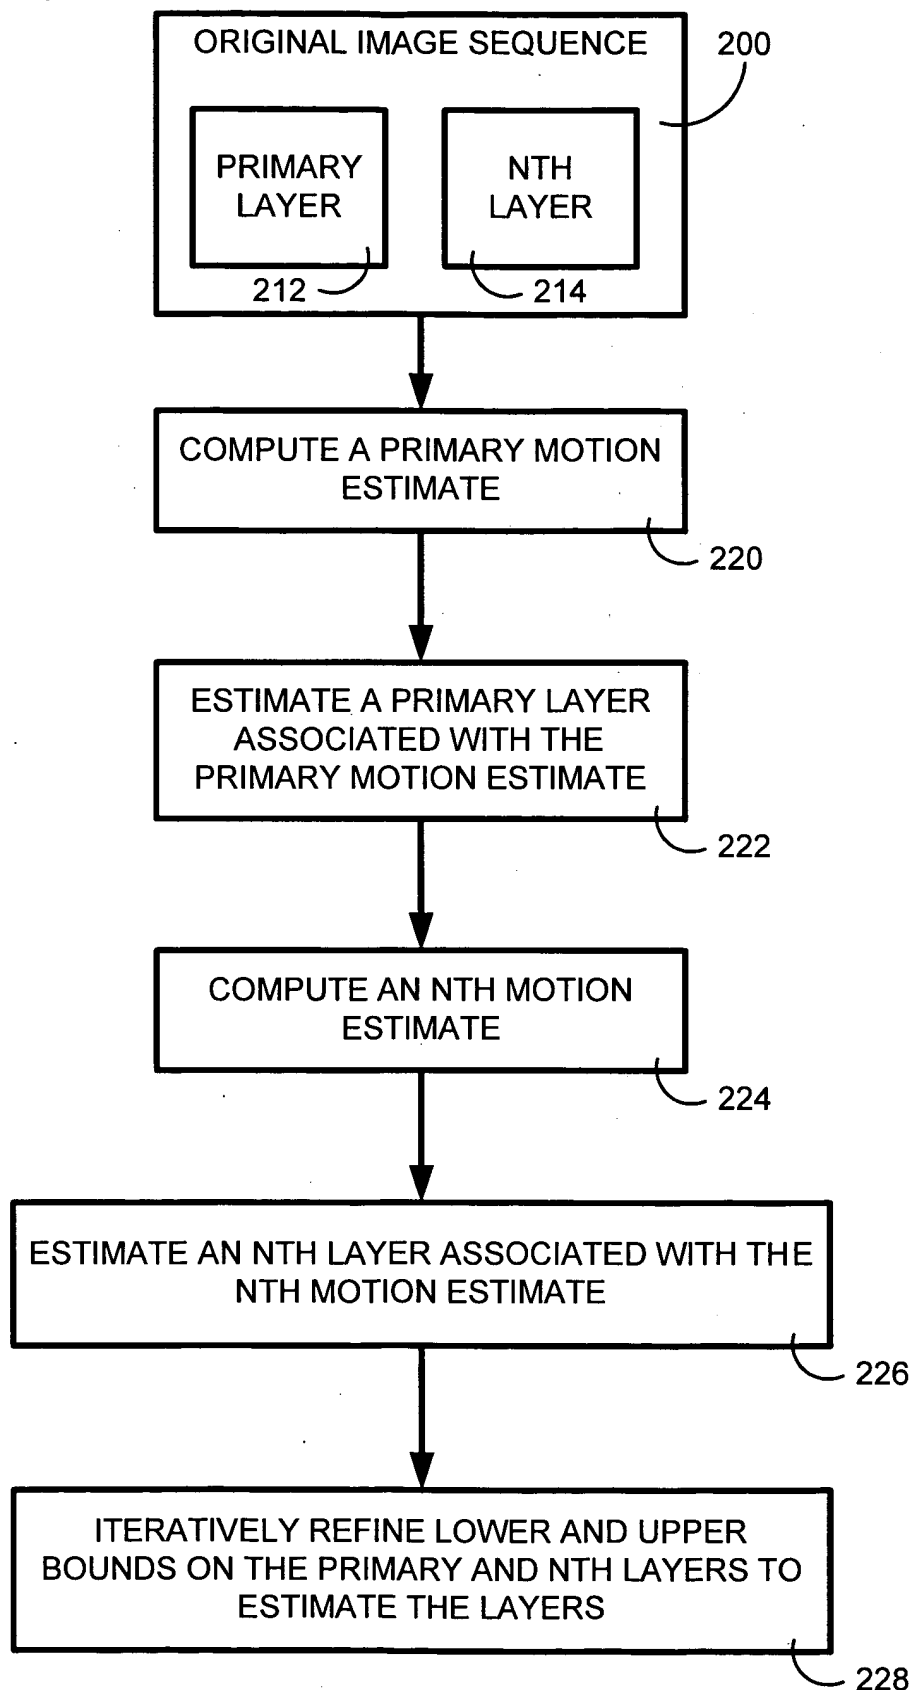 ORIGINAL IMAGE SEQUENCE
200
PRIMARY
LAYER
212
NTH
LAYER
214
COMPUTE A PRIMARY MOTION
ESTIMATE
220
ESTIMATE A PRIMARY LAYER
ASSOCIATED WITH THE
PRIMARY MOTION ESTIMATE
222
COMPUTE AN NTH MOTION
ESTIMATE
224
ESTIMATE AN NTH LAYER ASSOCIATED WITH THE
NTH MOTION ESTIMATE
226
ITERATIVELY REFINE LOWER AND UPPER
BOUNDS ON THE PRIMARY AND NTH LAYERS TO
ESTIMATE THE LAYERS
228